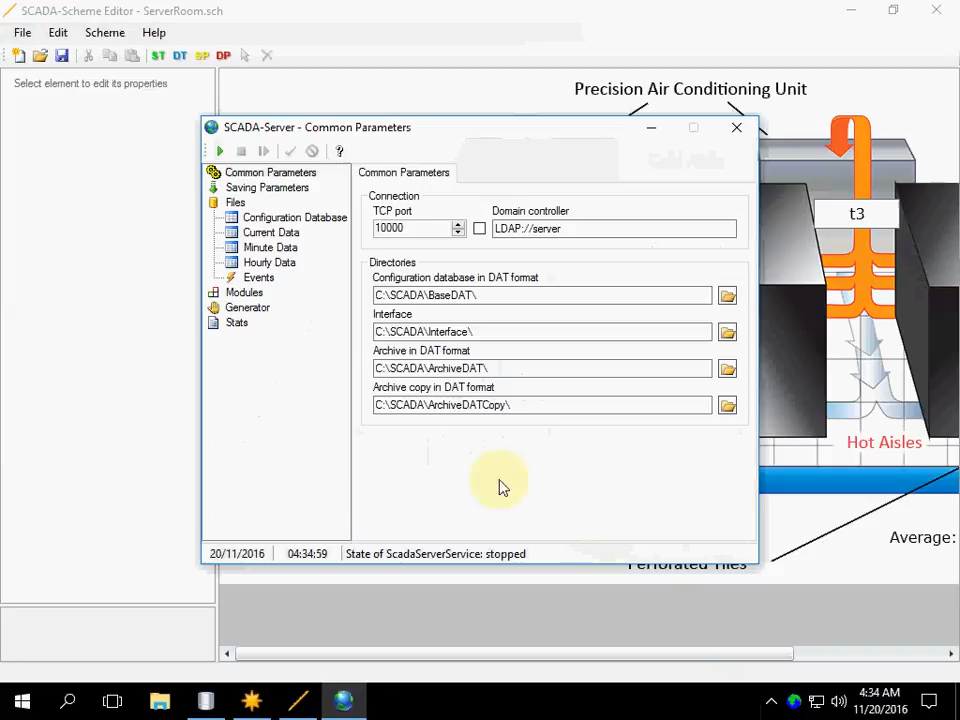 SCADA-Scheme Editor - ServerRoom.sch
File Edit Scheme Help
ST DT SP DP
Select element to edit its properties
Precision Air Conditioning Unit
SCADA-Server - Common Parameters
Common Parameters
Saving Parameters
Files
Configuration Database
Current Data
Minute Data
Hourly Data
Events
Modules
Generator
Stats
Common Parameters
Connection
TCP port
Domain controller
10000
LDAP://server
Directories
Configuration database in DAT format
C:\SCADA\BaseDAT\
Interface
C:\SCADA\Interface\
Archive in DAT format
C:\SCADA\ArchiveDAT\
Archive copy in DAT format
C:\SCADA\ArchiveDATCopy\
20/11/2016 04:34:59 State of ScadaServerService: stopped
t3
Hot Aisles
Average:
Perforated Tiles
4:34 AM
11/20/2016